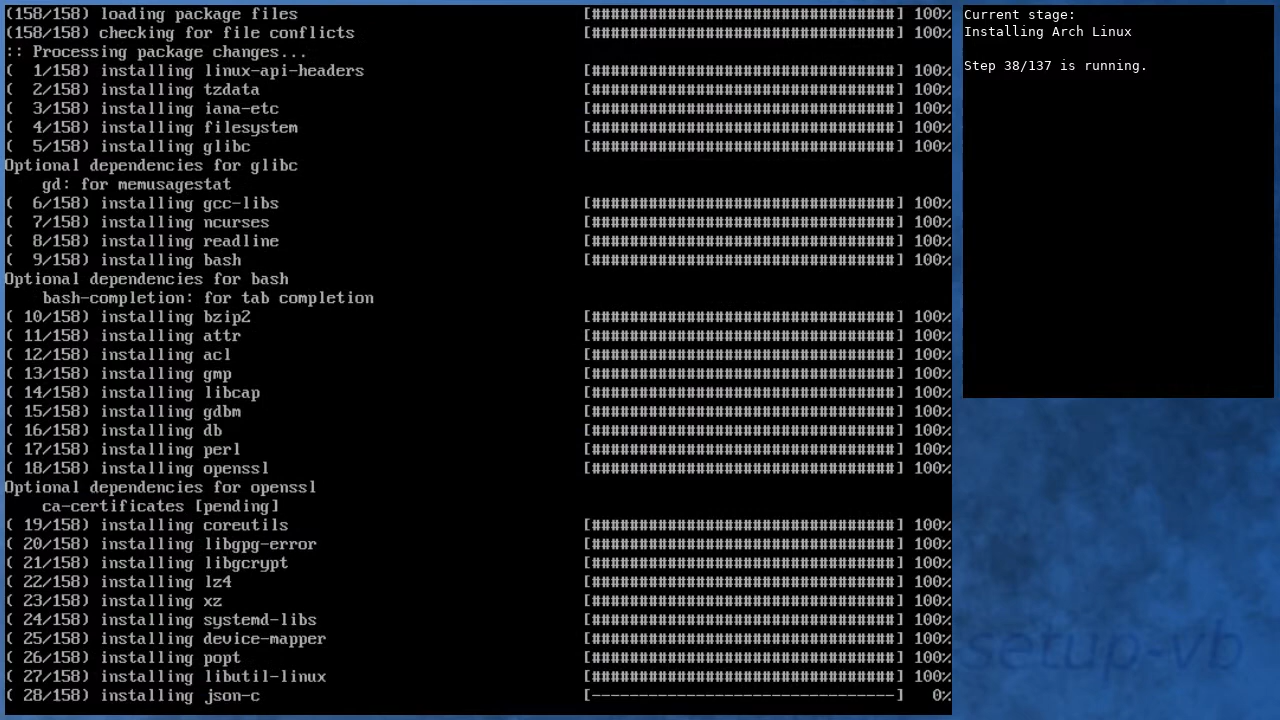 (158/158) loading package files [################################] 100%
(158/158) checking for file conflicts [################################] 100%
:: Processing package changes...
(  1/158) installing linux-api-headers [################################] 100%
(  2/158) installing tzdata [################################] 100%
(  3/158) installing iana-etc [################################] 100%
(  4/158) installing filesystem [################################] 100%
(  5/158) installing glibc [################################] 100%
Optional dependencies for glibc
    gd: for memusagestat
(  6/158) installing gcc-libs [################################] 100%
(  7/158) installing ncurses [################################] 100%
(  8/158) installing readline [################################] 100%
(  9/158) installing bash [################################] 100%
Optional dependencies for bash
    bash-completion: for tab completion
( 10/158) installing bzip2 [################################] 100%
( 11/158) installing attr [################################] 100%
( 12/158) installing acl [################################] 100%
( 13/158) installing gmp [################################] 100%
( 14/158) installing libcap [################################] 100%
( 15/158) installing gdbm [################################] 100%
( 16/158) installing db [################################] 100%
( 17/158) installing perl [################################] 100%
( 18/158) installing openssl [################################] 100%
Optional dependencies for openssl
    ca-certificates [pending]
( 19/158) installing coreutils [################################] 100%
( 20/158) installing libgpg-error [################################] 100%
( 21/158) installing libgcrypt [################################] 100%
( 22/158) installing lz4 [################################] 100%
( 23/158) installing xz [################################] 100%
( 24/158) installing systemd-libs [################################] 100%
( 25/158) installing device-mapper [################################] 100%
( 26/158) installing popt [################################] 100%
( 27/158) installing libutil-linux [################################] 100%
( 28/158) installing json-c [--------------------------------] 0%
Current stage:
Installing Arch Linux
Step 38/137 is running.
setup-vb